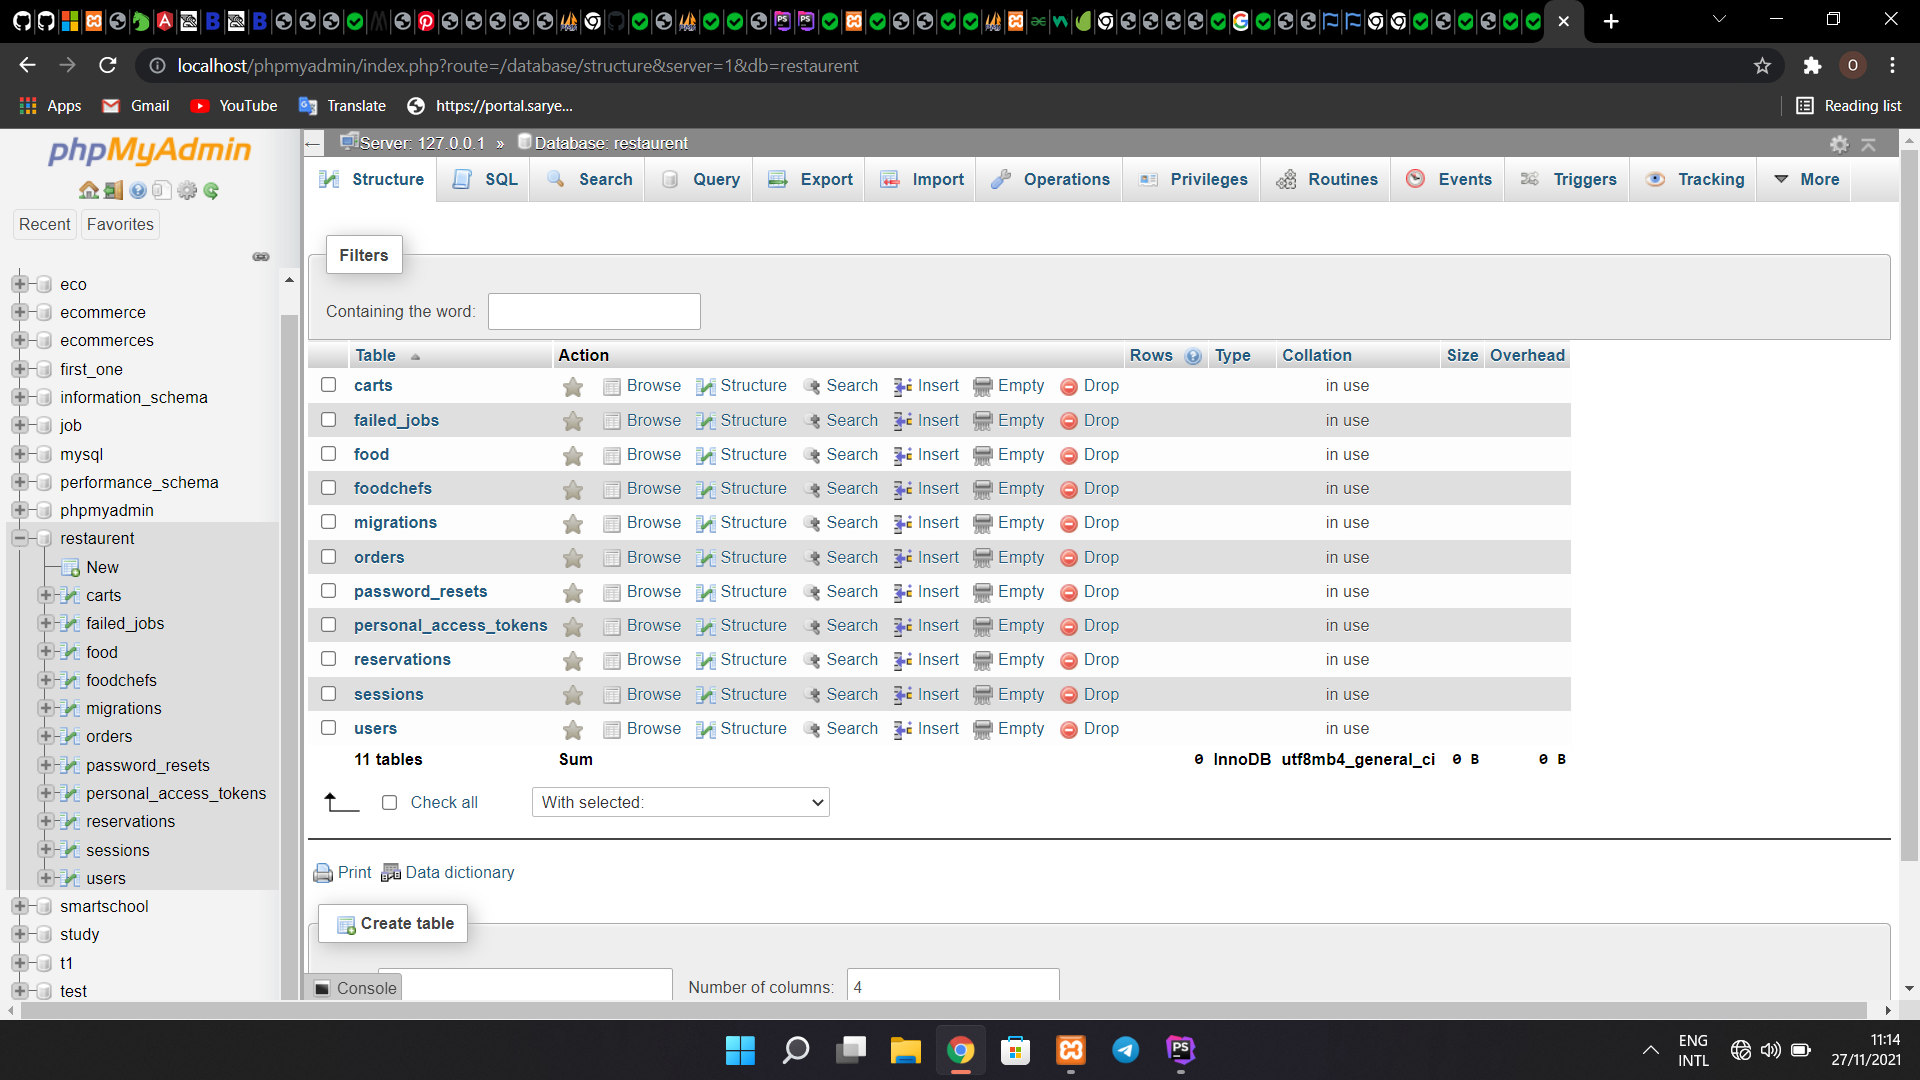 localhost/phpmyadmin/index.php?route=/database/structure&server=1&db=restaurent
O
Apps Gmail YouTube Translate https://portal.sarye... Reading list
phpMyAdmin
Server: 127.0.0.1 » Database: restaurent
Structure SQL Search Query Export Import Operations Privileges Routines Events Triggers Tracking More
Recent Favorites
eco
ecommerce
ecommerces
first_one
information_schema
job
mysql
performance_schema
phpmyadmin
restaurent
New
carts
failed_jobs
food
foodchefs
migrations
orders
password_resets
personal_access_tokens
reservations
sessions
users
smartschool
study
t1
test
Filters
Containing the word:
Table Action Rows Type Collation Size Overhead
carts Browse Structure Search Insert Empty Drop in use
failed_jobs Browse Structure Search Insert Empty Drop in use
food Browse Structure Search Insert Empty Drop in use
foodchefs Browse Structure Search Insert Empty Drop in use
migrations Browse Structure Search Insert Empty Drop in use
orders Browse Structure Search Insert Empty Drop in use
password_resets Browse Structure Search Insert Empty Drop in use
personal_access_tokens Browse Structure Search Insert Empty Drop in use
reservations Browse Structure Search Insert Empty Drop in use
sessions Browse Structure Search Insert Empty Drop in use
users Browse Structure Search Insert Empty Drop in use
11 tables Sum 0 InnoDB utf8mb4_general_ci 0 B 0 B
Check all With selected:
Print Data dictionary
Create table
Console Number of columns: 4
ENG
INTL
11:14
27/11/2021